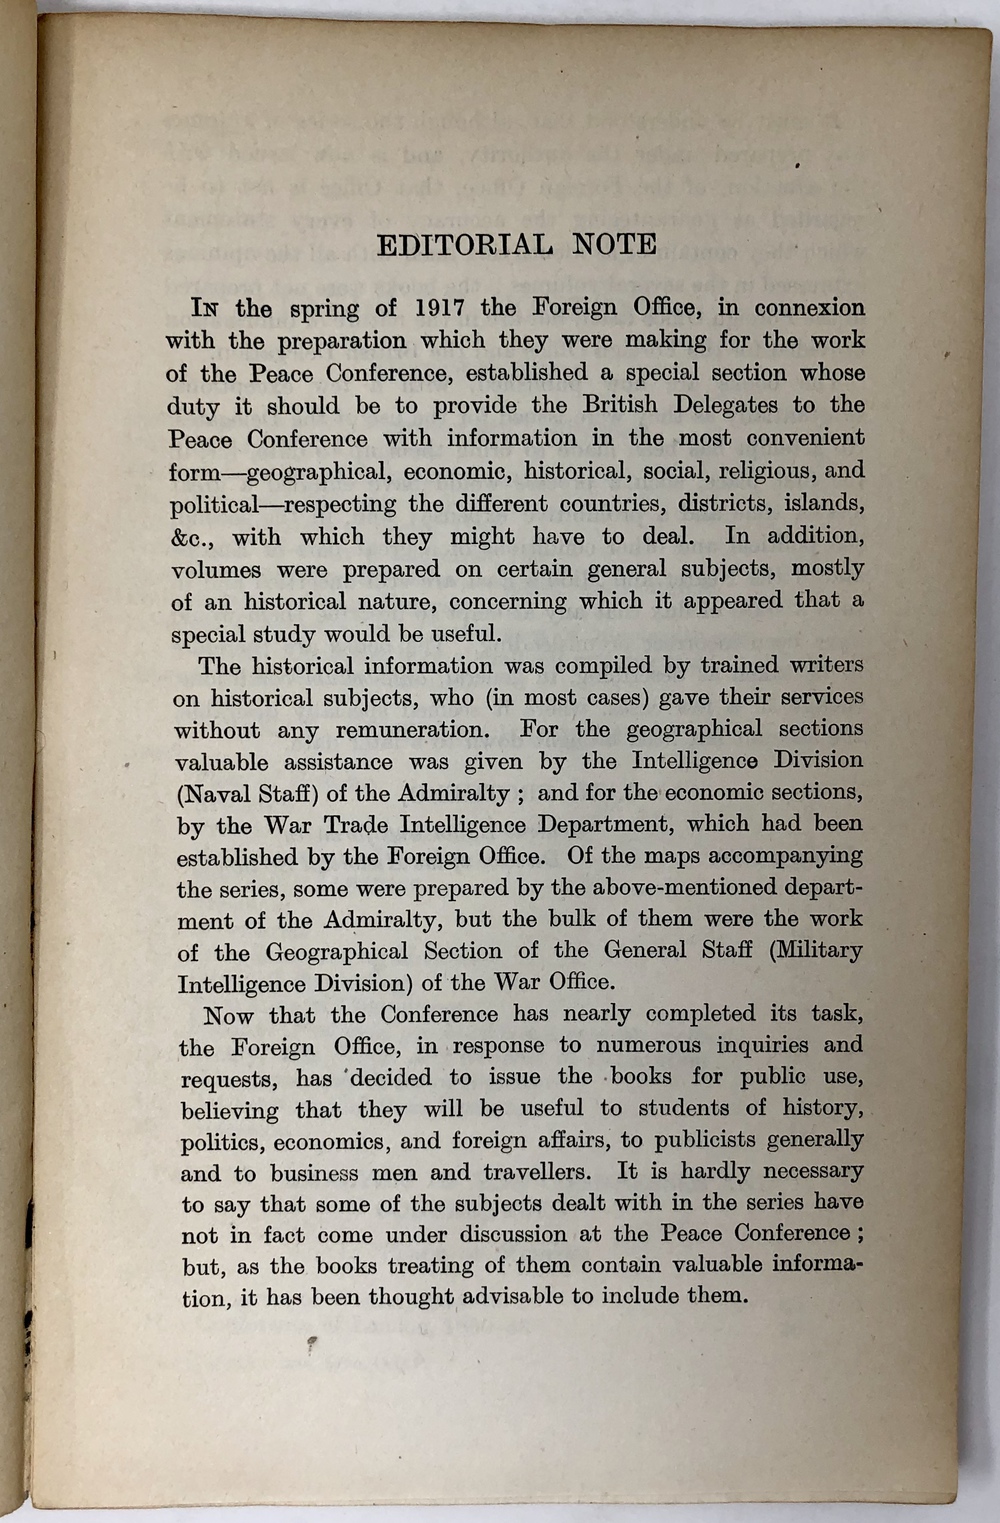 EDITORIAL NOTE
IN the spring of 1917 the Foreign Office, in connexion
with the preparation which they were making for the work
of the Peace Conference, established a special section whose
duty it should be to provide the British Delegates to the
Peace Conference with information in the most convenient
form—geographical, economic, historical, social, religious, and
political—respecting the different countries, districts, islands,
&c., with which they might have to deal. In addition,
volumes were prepared on certain general subjects, mostly
of an historical nature, concerning which it appeared that a
special study would be useful.
The historical information was compiled by trained writers
on historical subjects, who (in most cases) gave their services
without any remuneration. For the geographical sections
valuable assistance was given by the Intelligence Division
(Naval Staff) of the Admiralty ; and for the economic sections,
by the War Trade Intelligence Department, which had been
established by the Foreign Office. Of the maps accompanying
the series, some were prepared by the above-mentioned depart-
ment of the Admiralty, but the bulk of them were the work
of the Geographical Section of the General Staff (Military
Intelligence Division) of the War Office.
Now that the Conference has nearly completed its task,
the Foreign Office, in response to numerous inquiries and
requests, has decided to issue the books for public use,
believing that they will be useful to students of history,
politics, economics, and foreign affairs, to publicists generally
and to business men and travellers. It is hardly necessary
to say that some of the subjects dealt with in the series have
not in fact come under discussion at the Peace Conference ;
but, as the books treating of them contain valuable informa-
tion, it has been thought advisable to include them.